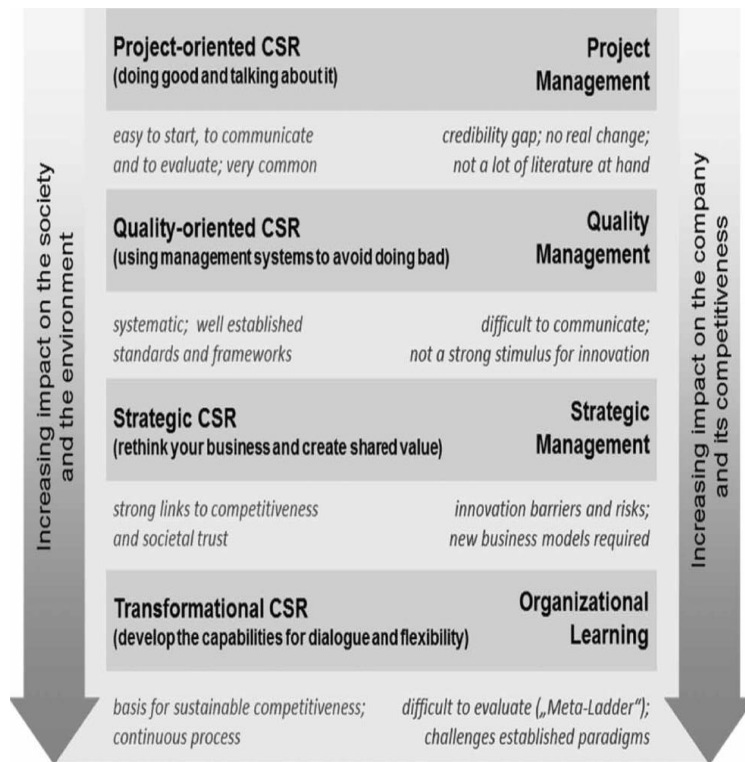 Increasing impact on the society
and the environment
Project-oriented CSR
(doing good and talking about it)
Project
Management
easy to start, to communicate
and to evaluate; very common
credibility gap; no real change;
not a lot of literature at hand
Quality-oriented CSR
(using management systems to avoid doing bad)
Quality
Management
systematic; well established
standards and frameworks
difficult to communicate;
not a strong stimulus for innovation
Strategic CSR
(rethink your business and create shared value)
Strategic
Management
strong links to competitiveness
and societal trust
innovation barriers and risks;
new business models required
Transformational CSR
(develop the capabilities for dialogue and flexibility)
Organizational
Learning
basis for sustainable competitiveness;
continuous process
difficult to evaluate („Meta-Ladder“);
challenges established paradigms
Increasing impact on the company
and its competitiveness